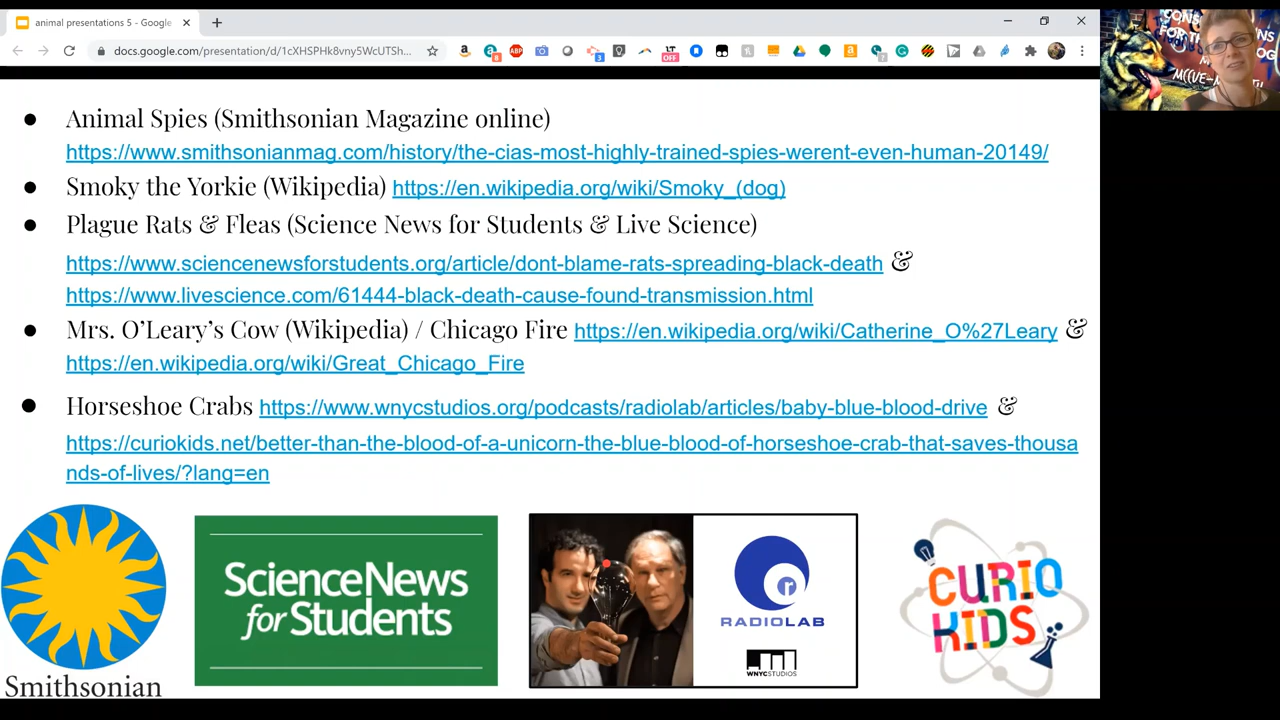 animal presentations 5 - Google
docs.google.com/presentation/d/1cXHSPHk8vny5WcUTSh...
● Animal Spies (Smithsonian Magazine online)
https://www.smithsonianmag.com/history/the-cias-most-highly-trained-spies-werent-even-human-20149/
● Smoky the Yorkie (Wikipedia) https://en.wikipedia.org/wiki/Smoky_(dog)
● Plague Rats & Fleas (Science News for Students & Live Science)
https://www.sciencenewsforstudents.org/article/dont-blame-rats-spreading-black-death &
https://www.livescience.com/61444-black-death-cause-found-transmission.html
● Mrs. O’Leary’s Cow (Wikipedia) / Chicago Fire https://en.wikipedia.org/wiki/Catherine_O%27Leary &
https://en.wikipedia.org/wiki/Great_Chicago_Fire
● Horseshoe Crabs https://www.wnycstudios.org/podcasts/radiolab/articles/baby-blue-blood-drive &
https://curiokids.net/better-than-the-blood-of-a-unicorn-the-blue-blood-of-horseshoe-crab-that-saves-thousa
nds-of-lives/?lang=en
Smithsonian
ScienceNews
for Students
r
RADIOLAB
WNYCSTUDIOS
CURIO
KIDS